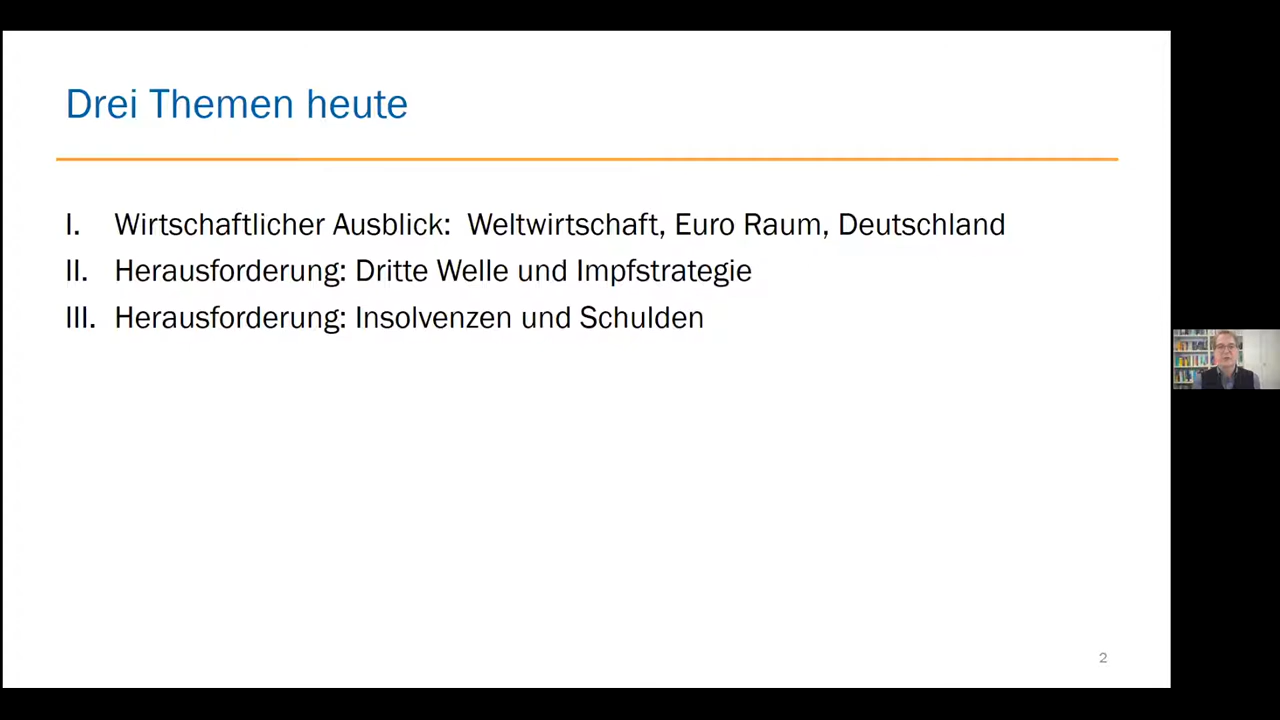 Drei Themen heute
I. Wirtschaftlicher Ausblick: Weltwirtschaft, Euro Raum, Deutschland
II. Herausforderung: Dritte Welle und Impfstrategie
III. Herausforderung: Insolvenzen und Schulden
2